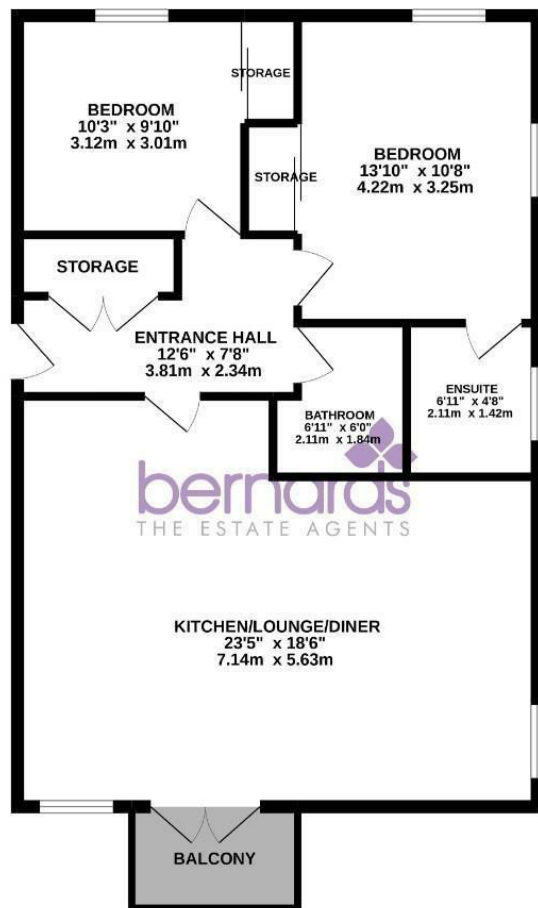 STORAGE
BEDROOM
10'3" x 9'10"
3.12m x 3.01m
BEDROOM
13'10" x 10'8"
4.22m x 3.25m
STORAGE
STORAGE
ENTRANCE HALL
12'6" x 7'8"
3.81m x 2.34m
ENSUITE
6'11" x 4'8"
2.11m x 1.42m
BATHROOM
6'11" x 6'0"
2.11m x 1.84m
bernards
THE ESTATE AGENTS
KITCHEN/LOUNGE/DINER
23'5" x 18'6"
7.14m x 5.63m
BALCONY